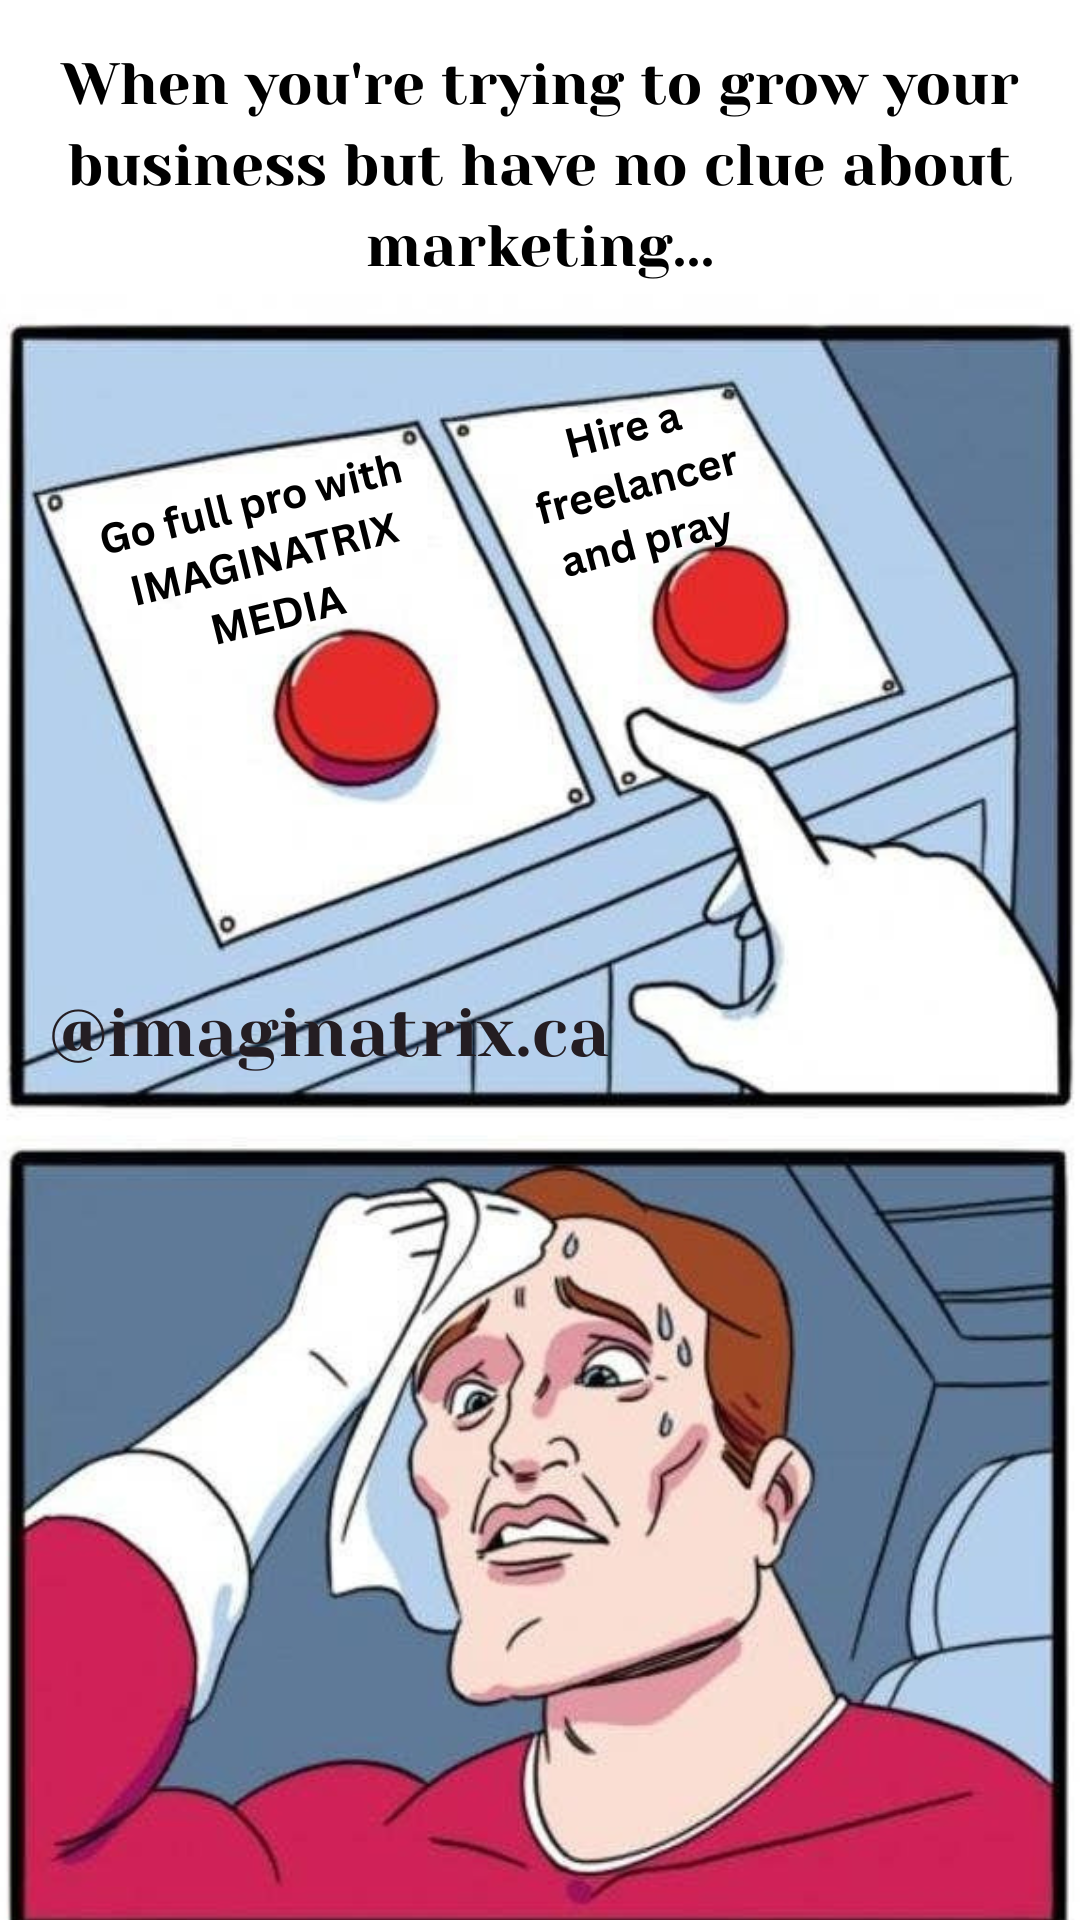 When you're trying to grow your
business but have no clue about
marketing...
Go full pro with
IMAGINATRIX
MEDIA
Hire a
freelancer
and pray
@imaginatrix.ca